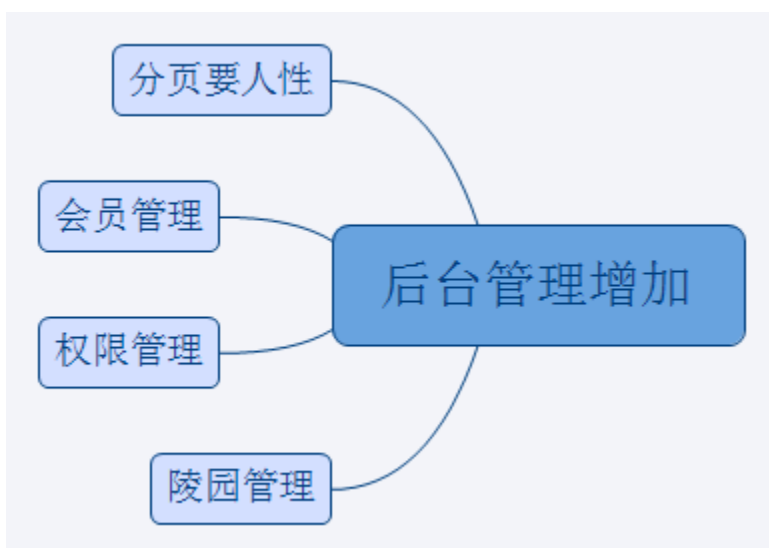 分页要人性
会员管理
后台管理增加
权限管理
陵园管理